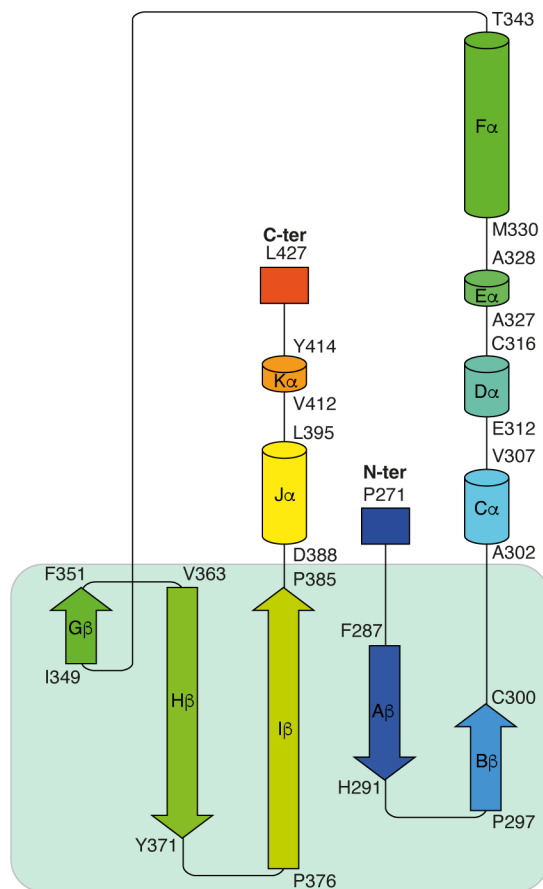 T343
Fα
M330
C-ter
L427
A328
Eα
A327
Y414
C316
Kα
Dα
V412
E312
L395
V307
N-ter
P271
Jα
Cα
D388
A302
F351
V363
P385
F287
Gβ
I349
C300
Hβ
Iβ
Aβ
Bβ
H291
Y371
P297
P376